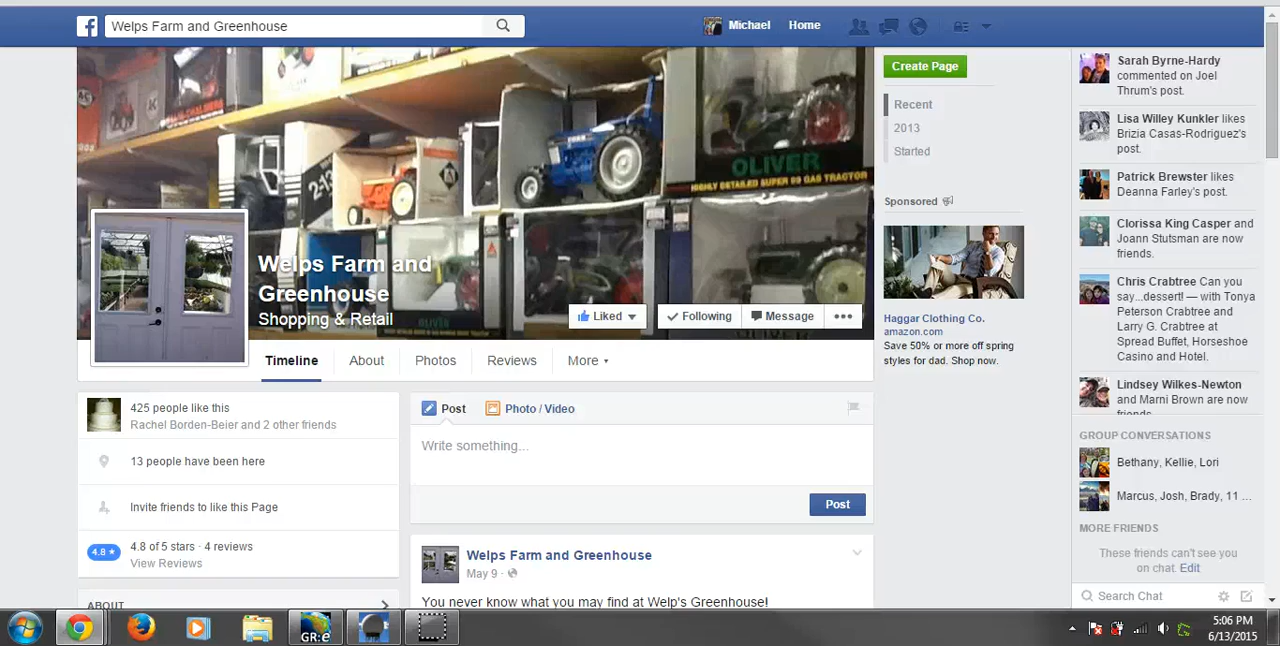 Welps Farm and Greenhouse
Michael
Home
ALLIS-CHALMERS
2-13
FORD
OLIVER
HIGHLY DETAILED SUPER 99 GAS TRACTOR
OLIVER
OLIVER
Welps Farm and
Greenhouse
Shopping & Retail
Liked
Following
Message
•••
Timeline
About
Photos
Reviews
More
425 people like this
Rachel Borden-Beier and 2 other friends
13 people have been here
Invite friends to like this Page
4.8 ★
4.8 of 5 stars · 4 reviews
View Reviews
ABOUT
Post
Photo / Video
Write something...
Post
Welps Farm and Greenhouse
May 9 ·
You never know what you may find at Welp's Greenhouse!
Create Page
Recent
2013
Started
Sponsored
Haggar Clothing Co.
amazon.com
Save 50% or more off spring
styles for dad. Shop now.
Sarah Byrne-Hardy
commented on Joel
Thrum's post.
Lisa Willey Kunkler likes
Brizia Casas-Rodriguez's
post.
Patrick Brewster likes
Deanna Farley's post.
Clorissa King Casper and
Joann Stutsman are now
friends.
Chris Crabtree Can you
say...dessert! — with Tonya
Peterson Crabtree and
Larry G. Crabtree at
Spread Buffet, Horseshoe
Casino and Hotel.
Lindsey Wilkes-Newton
and Marni Brown are now
friends.
GROUP CONVERSATIONS
Bethany, Kellie, Lori
Marcus, Josh, Brady, 11 ...
MORE FRIENDS
These friends can't see you
on chat. Edit
Search Chat
GR:e
5:06 PM
6/13/2015